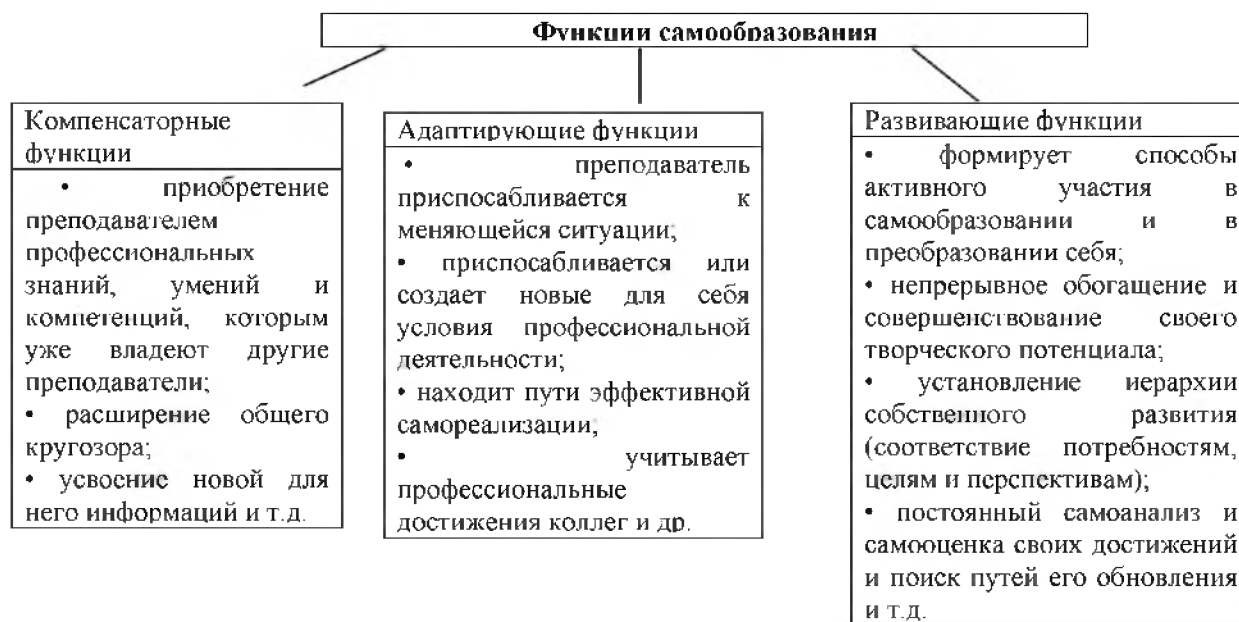 Функции самообразования
Компенсаторные
функции
• приобретение
преподавателем
профессиональных
знаний, умений и
компетенций, которым
уже владеют другие
преподаватели;
• расширение общего
кругозора;
• усвоение новой для
него информаций и т.д.
Адаптирующие функции
• преподаватель
приспосабливается к
меняющейся ситуации;
• приспосабливается или
создает новые для себя
условия профессиональной
деятельности;
• находит пути эффективной
самореализации;
• учитывает
профессиональные
достижения коллег и др.
Развивающие функции
• формирует способы
активного участия в
самообразовании и в
преобразовании себя;
• непрерывное обогащение и
совершенствование своего
творческого потенциала;
• установление иерархии
собственного развития
(соответствие потребностям,
целям и перспективам);
• постоянный самоанализ и
самооценка своих достижений
и поиск путей его обновления
и т.д.